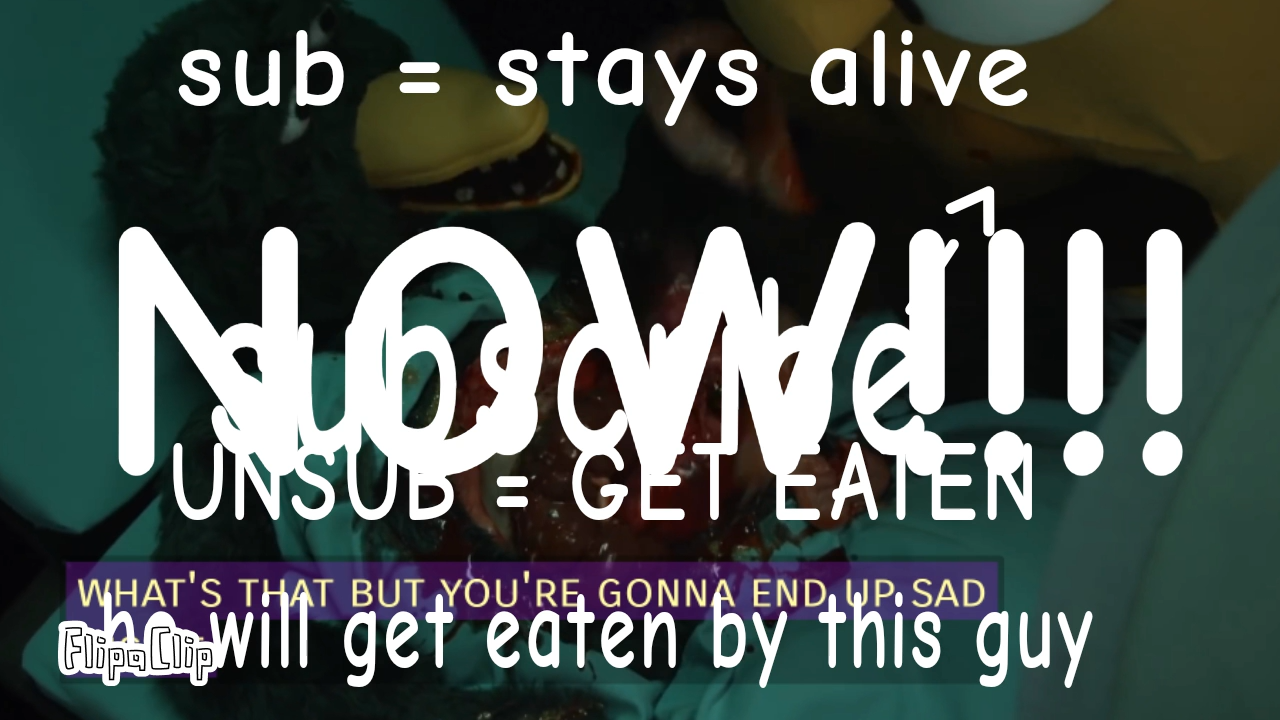 sub = stays alive
NOW!!!!
subscribe
UNSUB = GET EATEN
WHAT'S THAT BUT YOU'RE GONNA END UP SAD
he will get eaten by this guy
FlipaClip